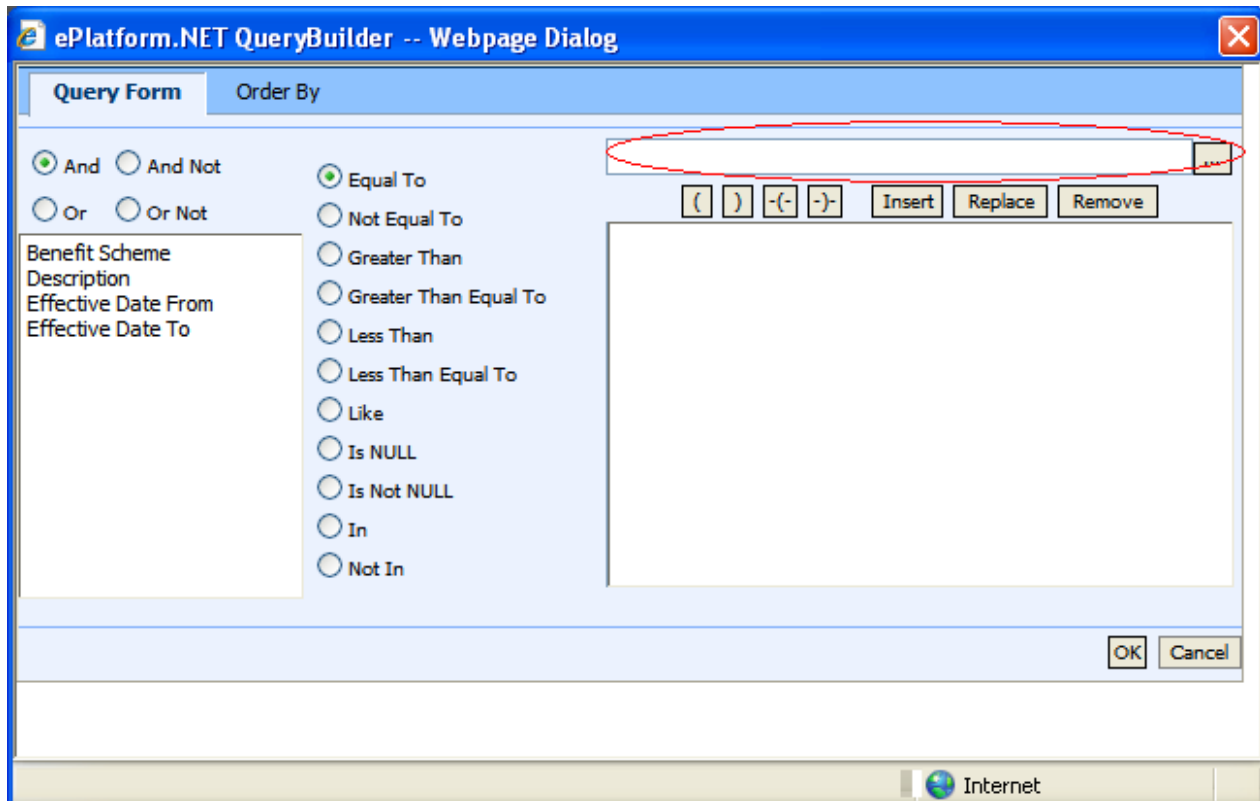 ePlatform.NET QueryBuilder -- Webpage Dialog
Query Form Order By
And And Not
Or Or Not
Benefit Scheme
Description
Effective Date From
Effective Date To
Equal To
Not Equal To
Greater Than
Greater Than Equal To
Less Than
Less Than Equal To
Like
Is NULL
Is Not NULL
In
Not In
...
( ) -(- -)- Insert Replace Remove
OK Cancel
Internet